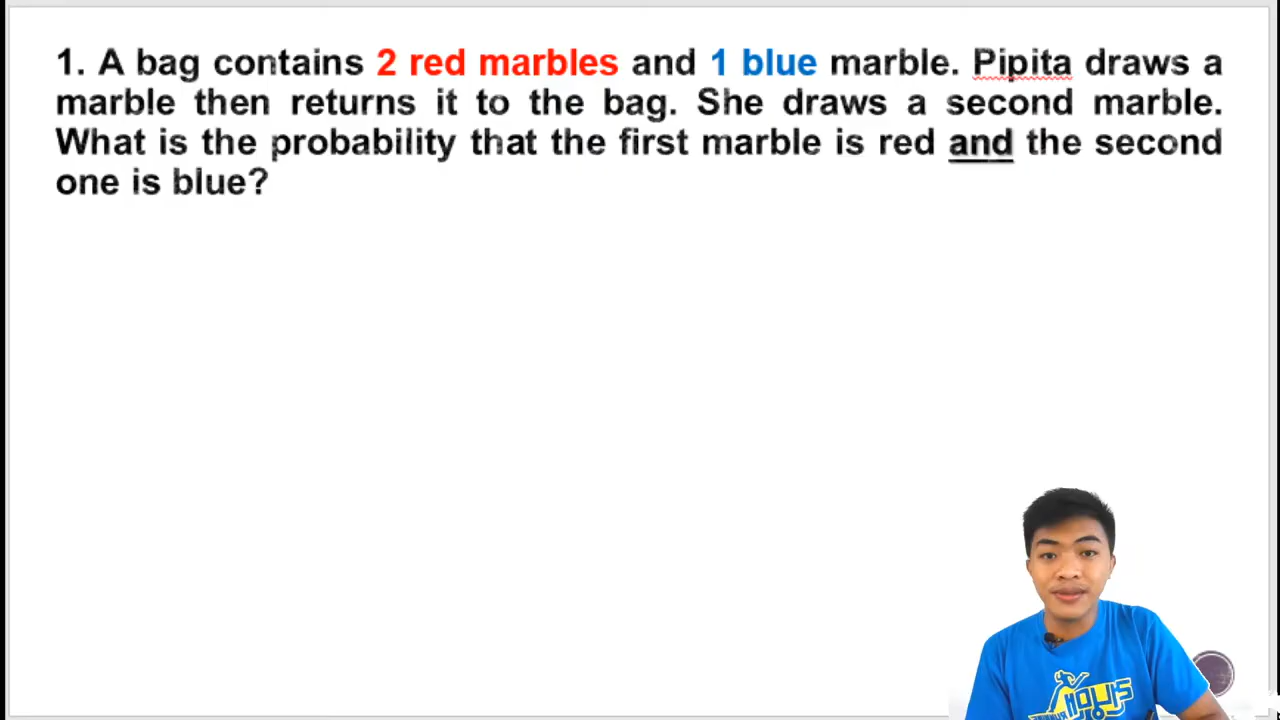 1. A bag contains 2 red marbles and 1 blue marble. Pipita draws a
marble then returns it to the bag. She draws a second marble.
What is the probability that the first marble is red and the second
one is blue?